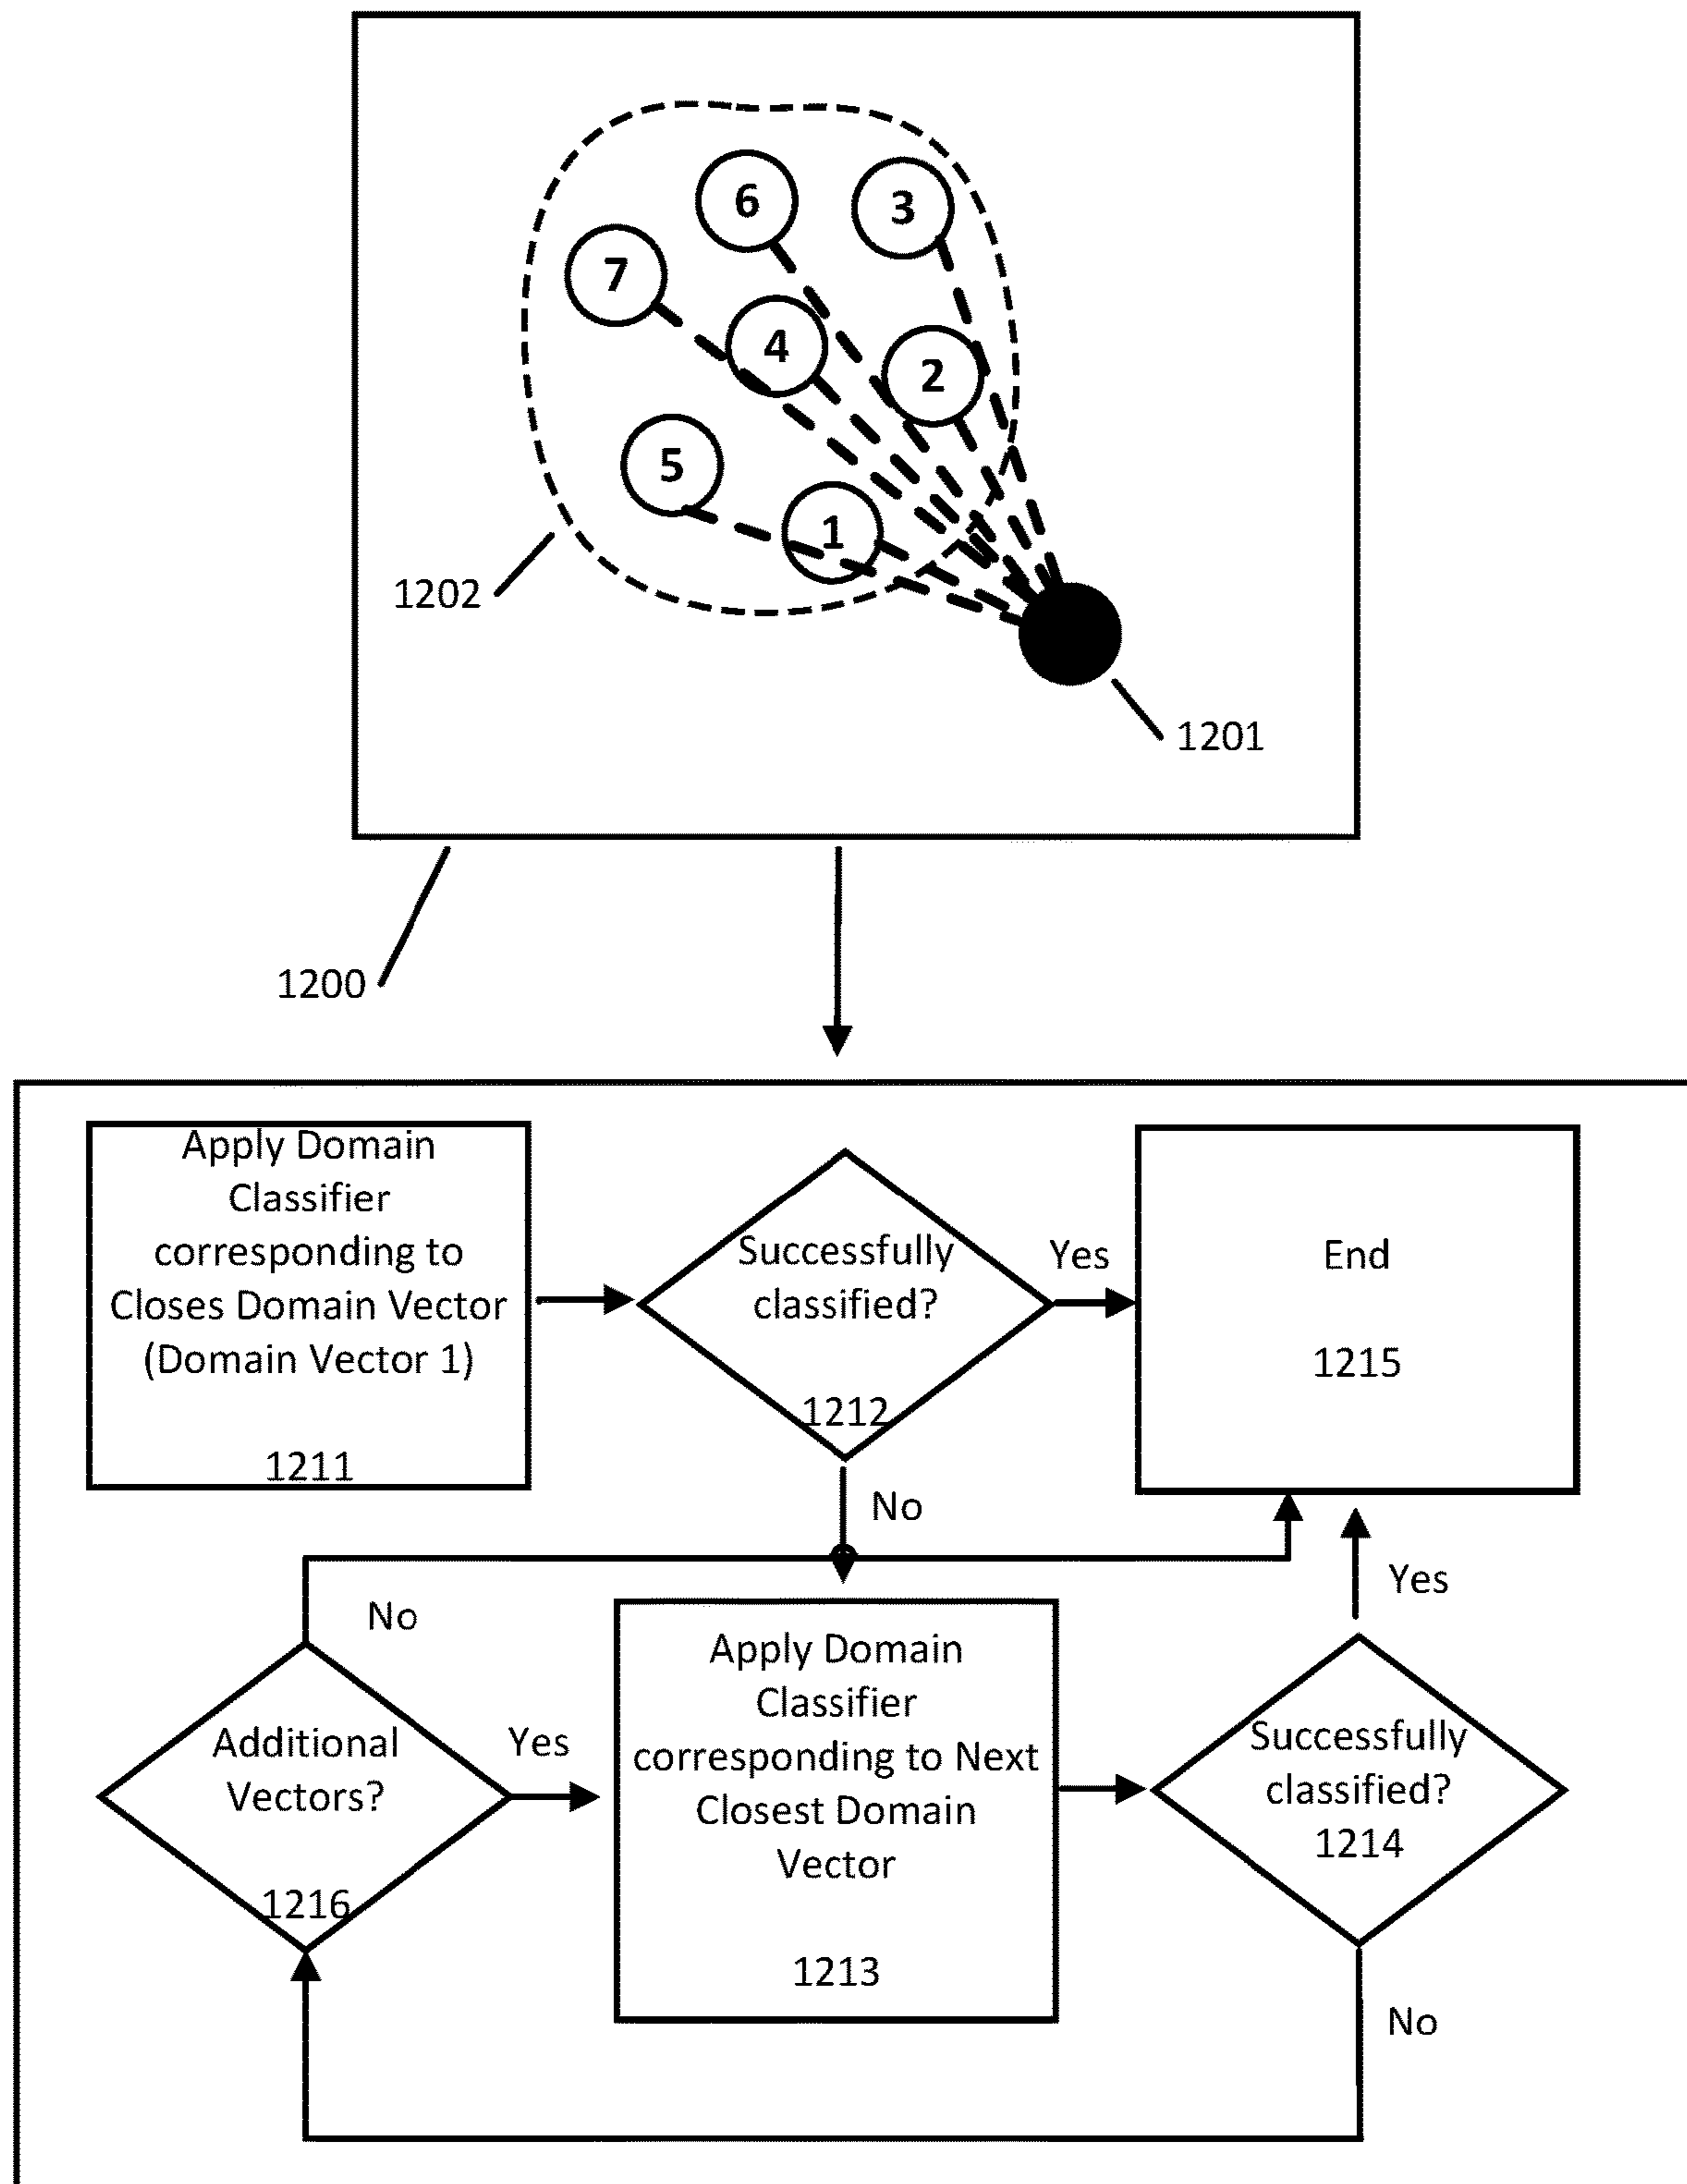 6
3
7
4
2
5
1
1202
1201
1200
Apply Domain
Classifier
corresponding to
Closes Domain Vector
(Domain Vector 1)
1211
Successfully
classified?
1212
Yes
End
1215
No
No
Yes
Additional
Vectors?
1216
Yes
Apply Domain
Classifier
corresponding to Next
Closest Domain
Vector
1213
Successfully
classified?
1214
No